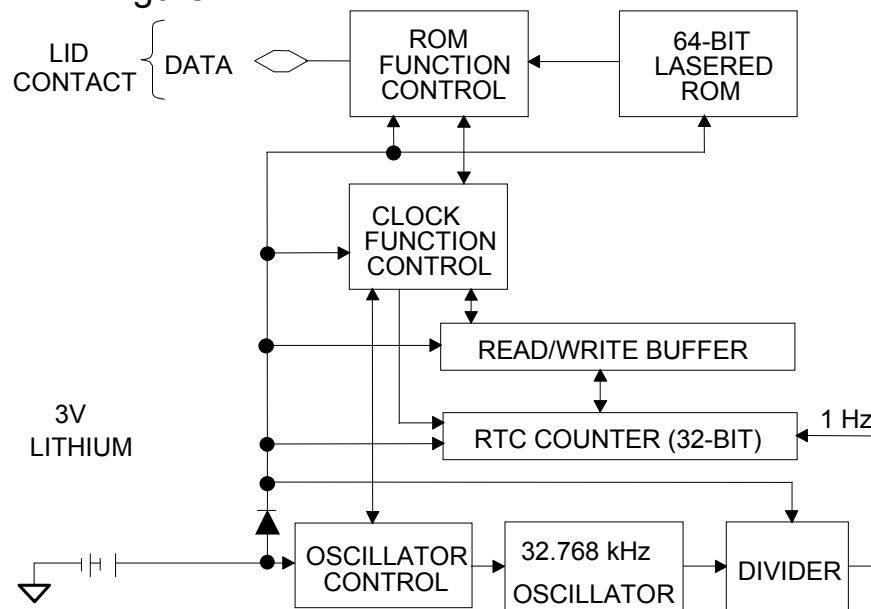 LID
CONTACT
DATA
ROM
FUNCTION
CONTROL
64-BIT
LASERED
ROM
CLOCK
FUNCTION
CONTROL
READ/WRITE BUFFER
3V
LITHIUM
RTC COUNTER (32-BIT)
1 Hz
OSCILLATOR
CONTROL
32.768 kHz
OSCILLATOR
DIVIDER